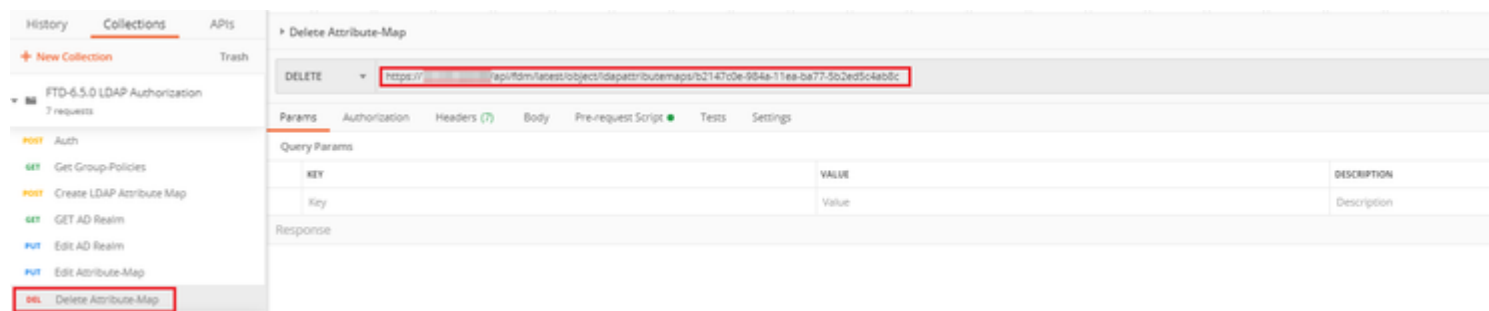 History Collections APIs
+ New Collection Trash
FTD-6.5.0 LDAP Authorization
7 requests
POST Auth
GET Get Group-Policies
POST Create LDAP Attribute Map
GET GET AD Realm
PUT Edit AD Realm
PUT Edit Attribute-Map
DEL Delete Attribute-Map
Delete Attribute-Map
DELETE https:// /api/fdm/latest/object/ldapattributemaps/b2147c0e-984a-11ea-ba77-5b2ed5c4ab8c
Params Authorization Headers (7) Body Pre-request Script Tests Settings
Query Params
KEY VALUE DESCRIPTION
Key Value Description
Response